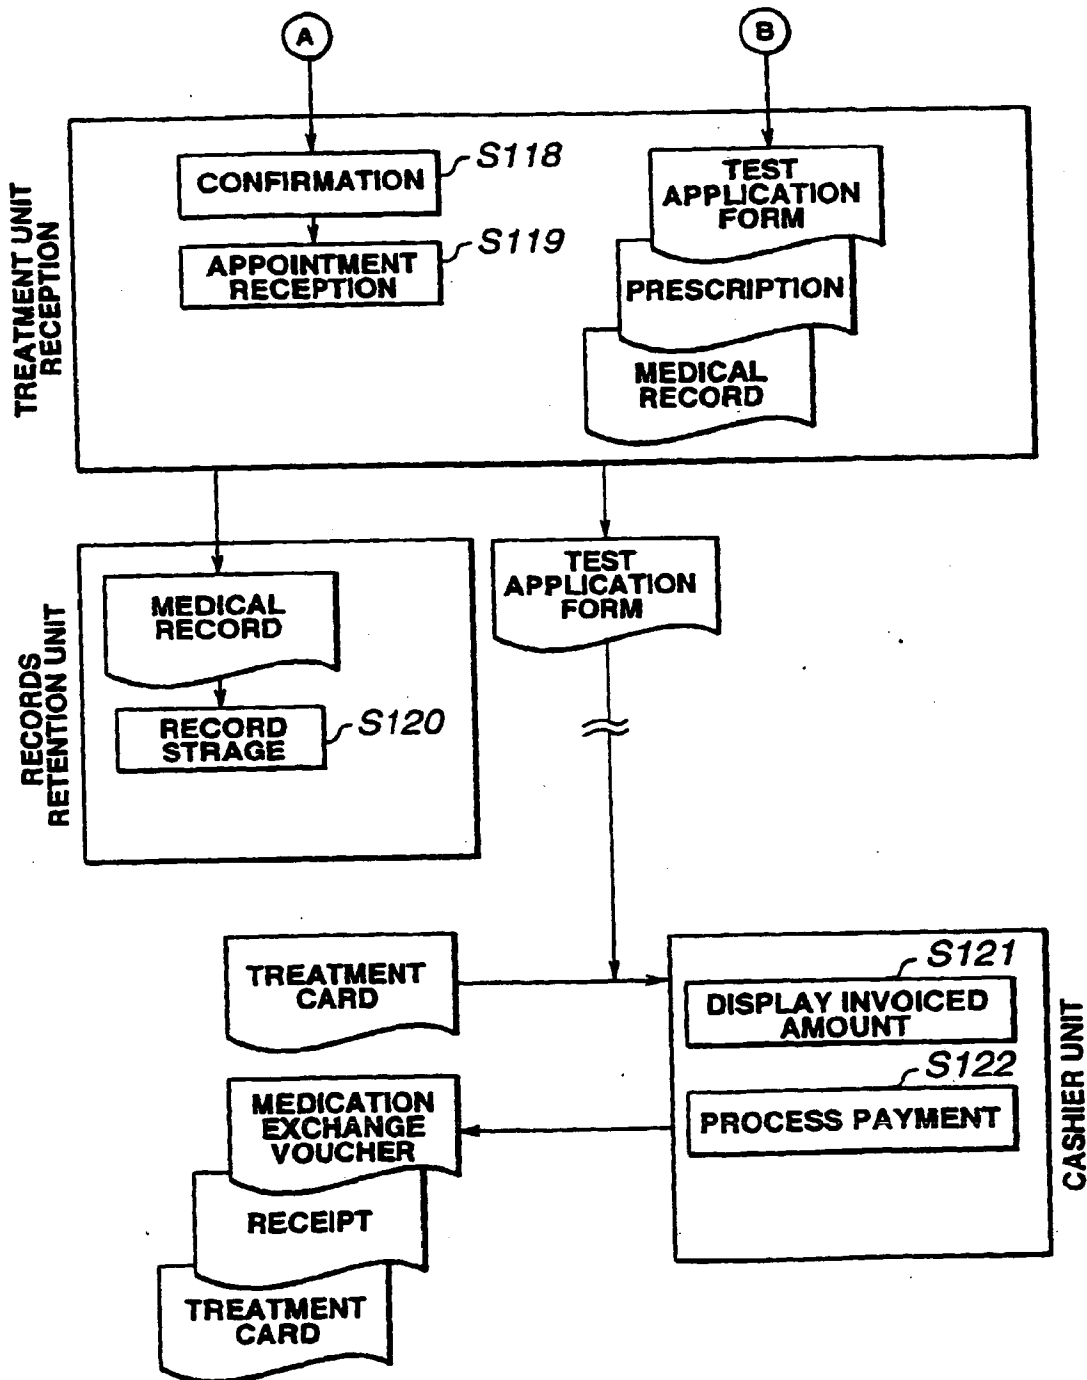 A
B
TREATMENT UNIT
RECEPTION
CONFIRMATION
S118
APPOINTMENT
RECEPTION
S119
TEST
APPLICATION
FORM
PRESCRIPTION
MEDICAL
RECORD
RECORDS
RETENTION UNIT
MEDICAL
RECORD
RECORD
STRAGE
S120
TEST
APPLICATION
FORM
TREATMENT
CARD
S121
DISPLAY INVOICED
AMOUNT
S122
PROCESS PAYMENT
CASHIER UNIT
MEDICATION
EXCHANGE
VOUCHER
RECEIPT
TREATMENT
CARD